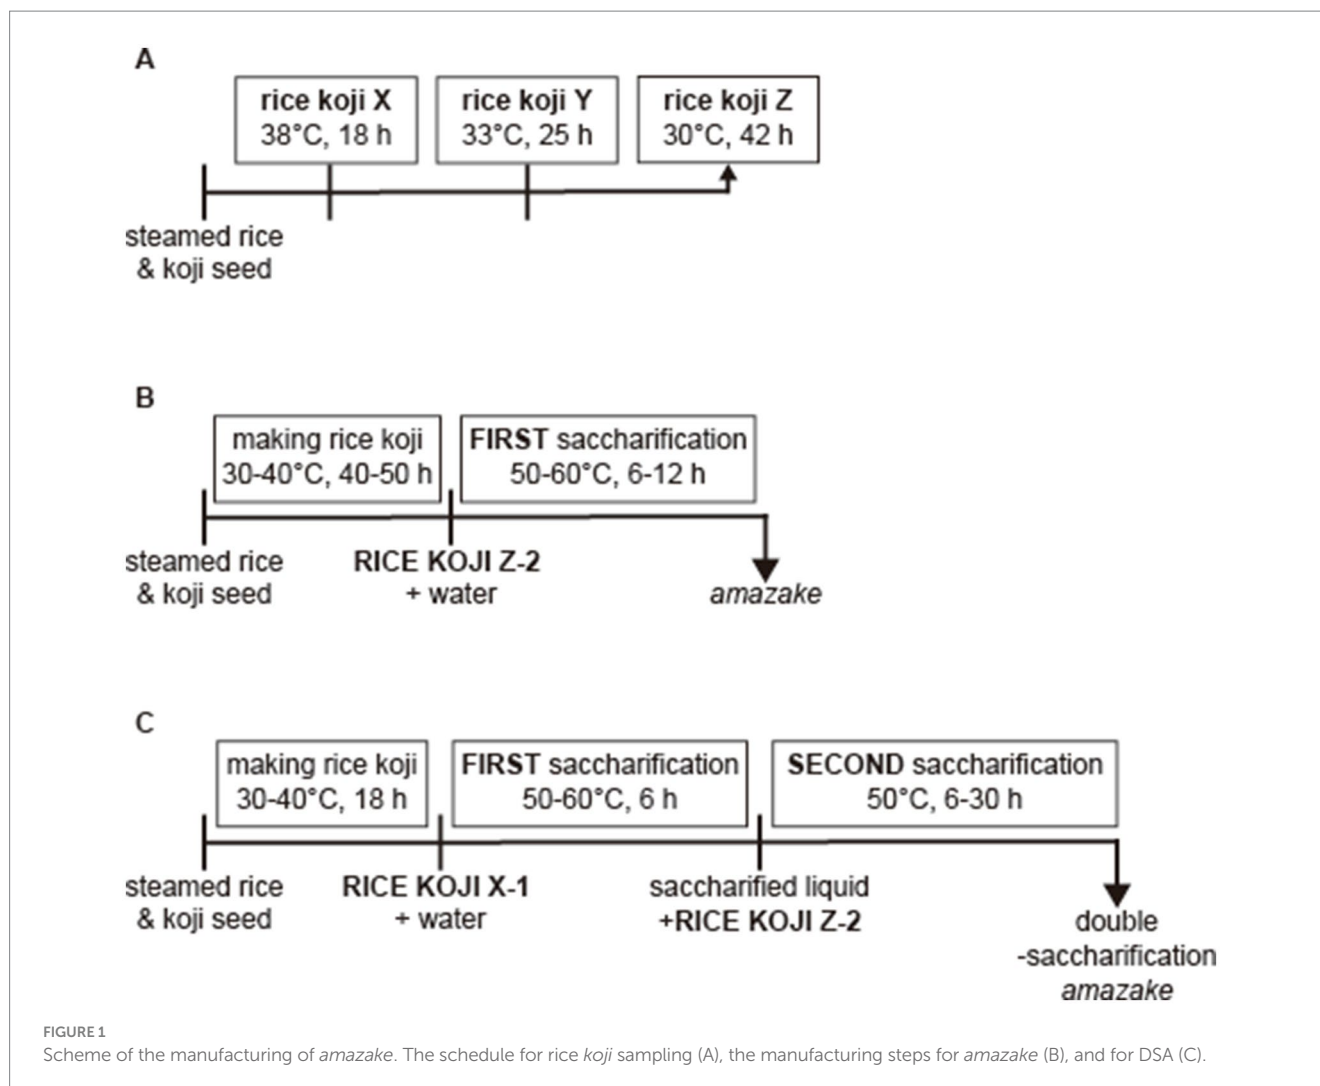 A
rice koji X
38°C, 18 h
rice koji Y
33°C, 25 h
rice koji Z
30°C, 42 h
steamed rice
& koji seed
B
making rice koji
30-40°C, 40-50 h
FIRST saccharification
50-60°C, 6-12 h
steamed rice
& koji seed
RICE KOJI Z-2
+ water
amazake
C
making rice koji
30-40°C, 18 h
FIRST saccharification
50-60°C, 6 h
SECOND saccharification
50°C, 6-30 h
steamed rice
& koji seed
RICE KOJI X-1
+ water
saccharified liquid
+RICE KOJI Z-2
double
-saccharification
amazake
FIGURE 1
Scheme of the manufacturing of amazake. The schedule for rice koji sampling (A), the manufacturing steps for amazake (B), and for DSA (C).